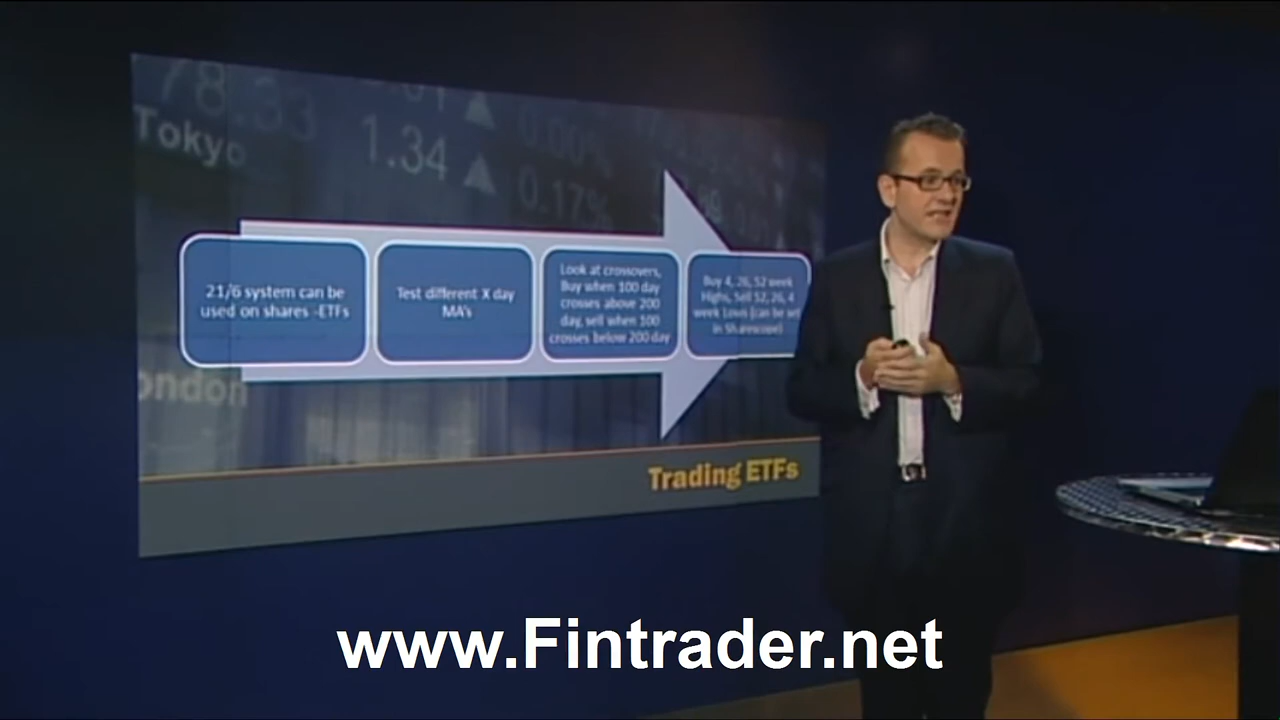 78.33
Tokyo
1.34
0.00%
0.17%
21/6 system can be
used on shares -ETFs
Test different X day
MA's
Look at crossovers,
Buy when 100 day
crosses above 200
day, sell when 100
crosses below 200 day
Buy 4, 26, 52 week
Highs, Sell 52, 26, 4
week Lows (can be set
in Sharescope)
ondon
Trading ETFs
www.Fintrader.net